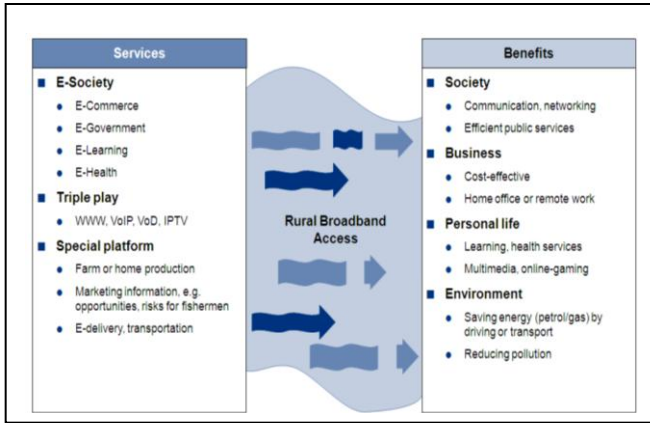 Services
E-Society
E-Commerce
E-Government
E-Learning
E-Health
Triple play
WWW, VoIP, VoD, IPTV
Special platform
Farm or home production
Marketing information, e.g.
opportunities, risks for fishermen
E-delivery, transportation
Rural Broadband
Access
Benefits
Society
Communication, networking
Efficient public services
Business
Cost-effective
Home office or remote work
Personal life
Learning, health services
Multimedia, online-gaming
Environment
Saving energy (petrol/gas) by
driving or transport
Reducing pollution